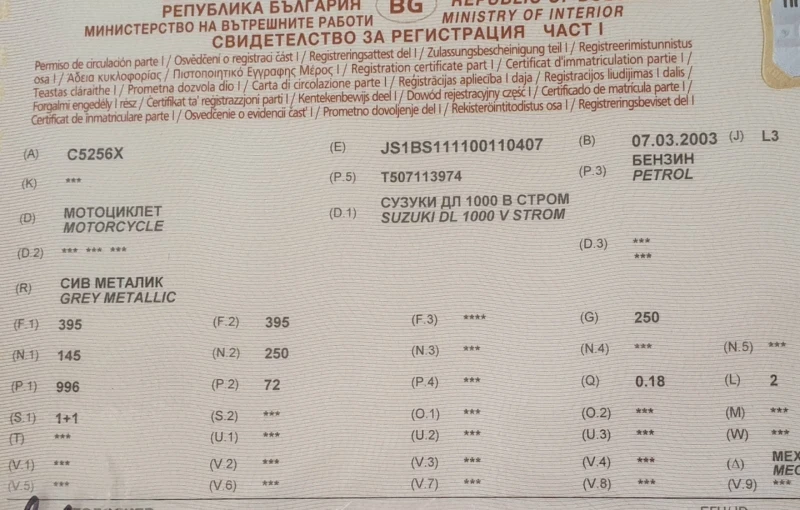 РЕПУБЛИКА БЪЛГАРИЯ BG
МИНИСТЕРСТВО НА ВЪТРЕШНИТЕ РАБОТИ MINISTRY OF INTERIOR
СВИДЕТЕЛСТВО ЗА РЕГИСТРАЦИЯ ЧАСТ I
Permiso de circulación parte I / Osvědčení o registraci část I / Registreringsattest del I / Zulassungsbescheinigung teil I / Registreerimistunnistus
osa I / Άδεια κυκλοφορίας / Πιστοποιητικό Εγγραφής Μέρος I / Registration certificate part I / Certificat d'immatriculation partie I /
Teastas cláraithe I / Prometna dozvola dio I / Carta di circolazione parte I / Reģistrācijas apliecība I daļa / Registracijos liudijimas I dalis /
Forgalmi engedély I rész / Certifikat ta' reġistrazzjoni parti I / Kentekenbewijs deel I / Dowód rejestracyjny część I / Certificado de matrícula parte I /
Certificat de inmatriculare parte I / Osvedčenie o evidencii časť I / Prometno dovoljenje del I / Rekisteröintitodistus osa I / Registreringsbeviset del I
(A) C5256X (E) JS1BS111100110407 (B) 07.03.2003 (J) L3
(K) *** (P.5) T507113974 (P.3) БЕНЗИН
PETROL
(D) МОТОЦИКЛЕТ (D.1) СУЗУКИ ДЛ 1000 В СТРОМ
MOTORCYCLE SUZUKI DL 1000 V STROM
(D.2) *** *** *** (D.3) ***
***
(R) СИВ МЕТАЛИК
GREY METALLIC
(F.1) 395 (F.2) 395 (F.3) **** (G) 250
(N.1) 145 (N.2) 250 (N.3) *** (N.4) *** (N.5) ***
(P.1) 996 (P.2) 72 (P.4) *** (Q) 0.18 (L) 2
(S.1) 1+1 (S.2) *** (O.1) *** (O.2) *** (M) ***
(T) *** (U.1) *** (U.2) *** (U.3) *** (W) ***
(V.1) *** (V.2) *** (V.3) *** (V.4) *** (Δ) МЕХ
MEC
(V.5) *** (V.6) *** (V.7) *** (V.8) *** (V.9) ***